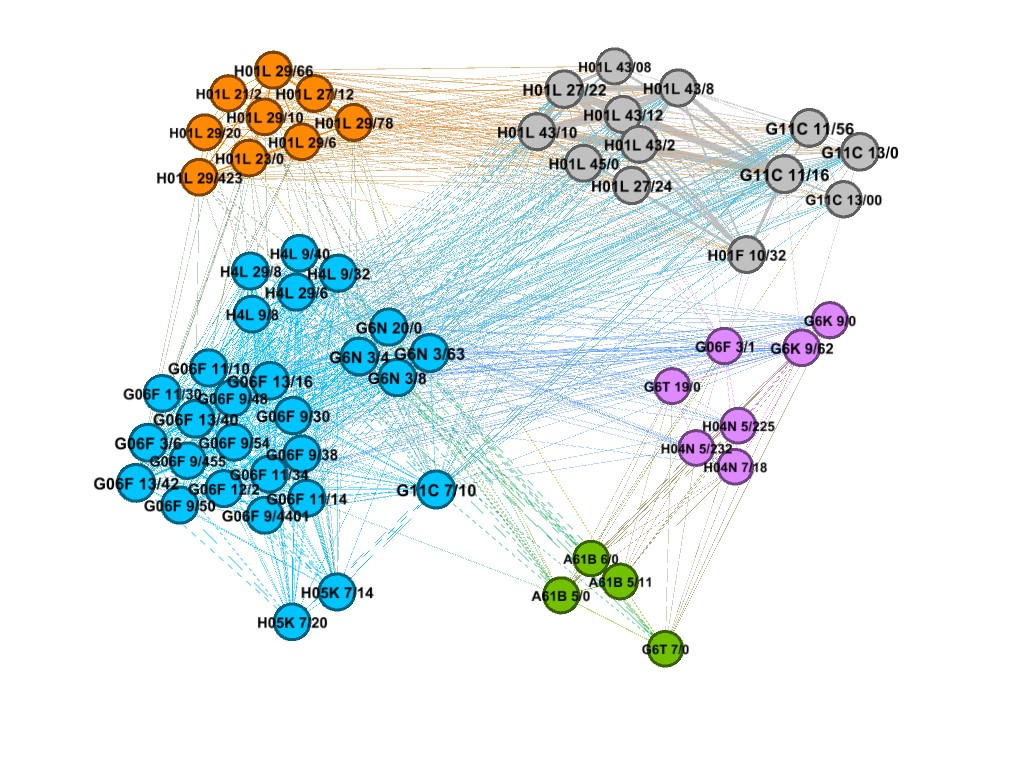 H01L 29/66
H01L 21/2
H01L 27/12
H01L 29/10
H01L 29/78
H01L 29/20
H01L 29/6
H01L 23/0
H01L 29/423
H01L 43/08
H01L 27/22
H01L 43/8
H01L 43/12
H01L 43/10
H01L 43/2
H01L 45/0
H01L 27/24
G11C 11/56
G11C 13/0
G11C 11/16
G11C 13/00
H01F 10/32
H4L 9/40
H4L 29/8
H4L 9/32
H4L 29/6
H4L 9/8
G6N 20/0
G6N 3/4
G6N 3/63
G6N 3/8
G6K 9/0
G06F 3/1
G6K 9/62
G6T 19/0
H04N 5/225
H04N 5/232
H04N 7/18
G06F 11/10
G06F 13/16
G06F 11/30
G06F 9/48
G06F 13/40
G06F 9/30
G06F 3/6
G06F 9/54
G06F 9/455
G06F 9/38
G06F 11/34
G06F 13/42
G06F 12/2
G06F 11/14
G06F 9/50
G06F 9/4401
G11C 7/10
H05K 7/14
H05K 7/20
A61B 6/0
A61B 5/11
A61B 5/0
G6T 7/0